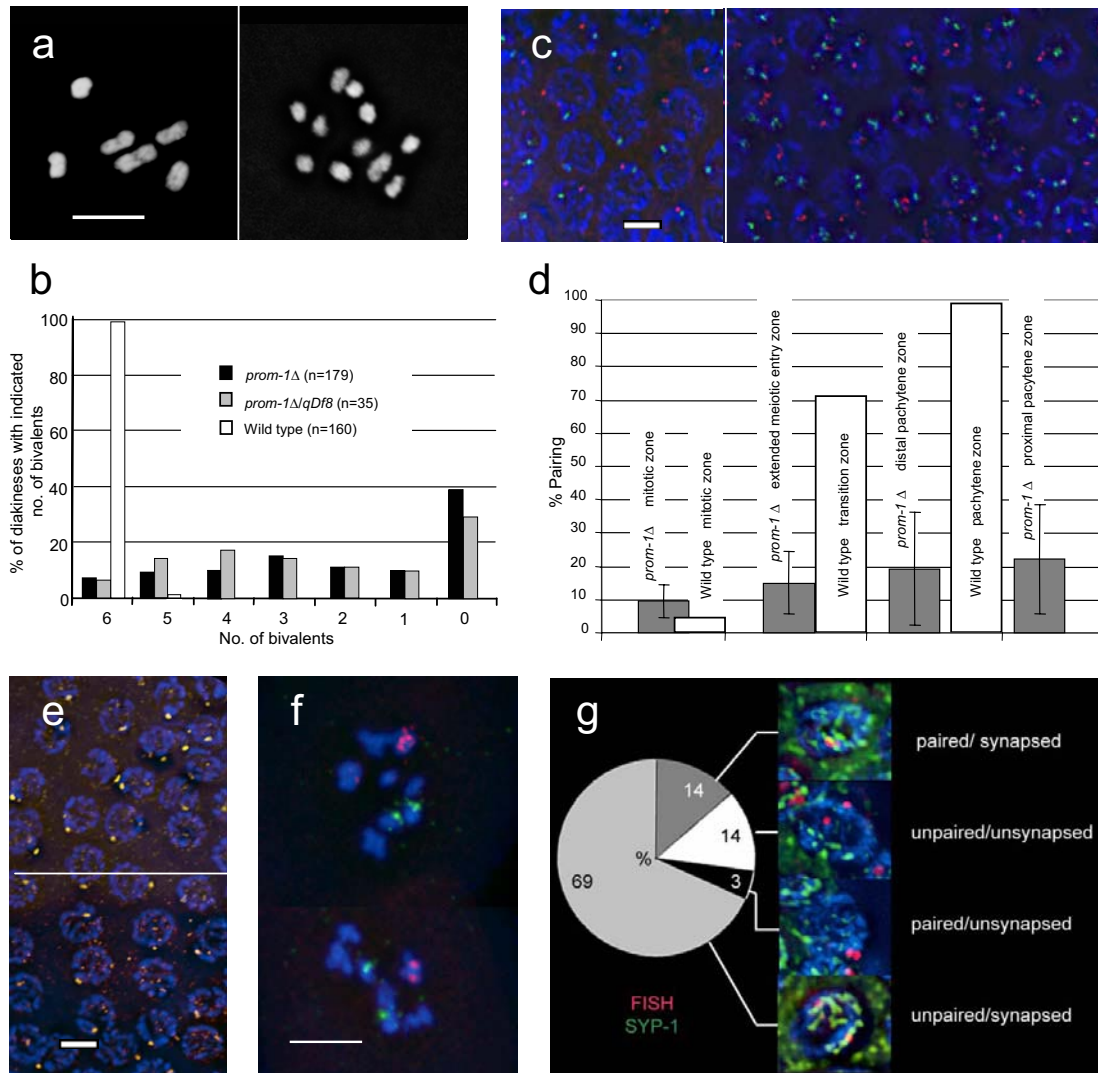 a
c
b
100
80
60
40
20
0
% of diakineses with indicated
no. of bivalents
prom-1Δ (n=179)
prom-1Δ/qDf8 (n=35)
Wild type (n=160)
6 5 4 3 2 1 0
No. of bivalents
d
100
90
80
70
60
50
40
30
20
10
0
% Pairing
prom-1Δ mitotic zone
Wild type mitotic zone
prom-1 Δ extended meiotic entry zone
Wild type transition zone
prom-1 Δ distal pachytene zone
Wild type pachytene zone
prom-1 Δ proximal pacytene zone
e
f
g
14
14
3
69
%
FISH
SYP-1
paired/ synapsed
unpaired/unsynapsed
paired/unsynapsed
unpaired/synapsed